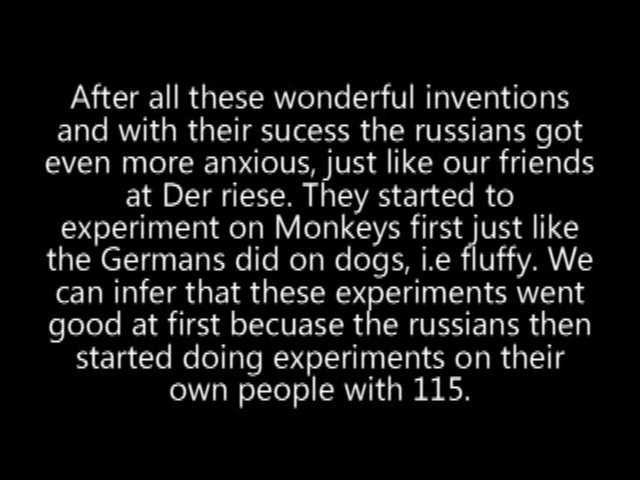 After all these wonderful inventions
and with their sucess the russians got
even more anxious, just like our friends
at Der riese. They started to
experiment on Monkeys first just like
the Germans did on dogs, i.e fluffy. We
can infer that these experiments went
good at first becuase the russians then
started doing experiments on their
own people with 115.